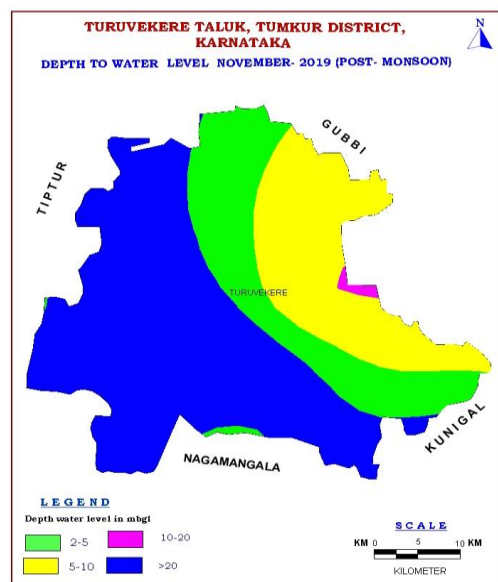 TURUVEKERE TALUK, TUMKUR DISTRICT,
KARNATAKA
N
DEPTH TO WATER LEVEL NOVEMBER- 2019 (POST- MONSOON)
GUBBI
TIPTUR
TURUVEKERE
KUNIGAL
NAGAMANGALA
LEGEND
Depth water level in mbgl
2-5
10-20
5-10
>20
SCALE
KM
KM
0
5
10
KILOMETER